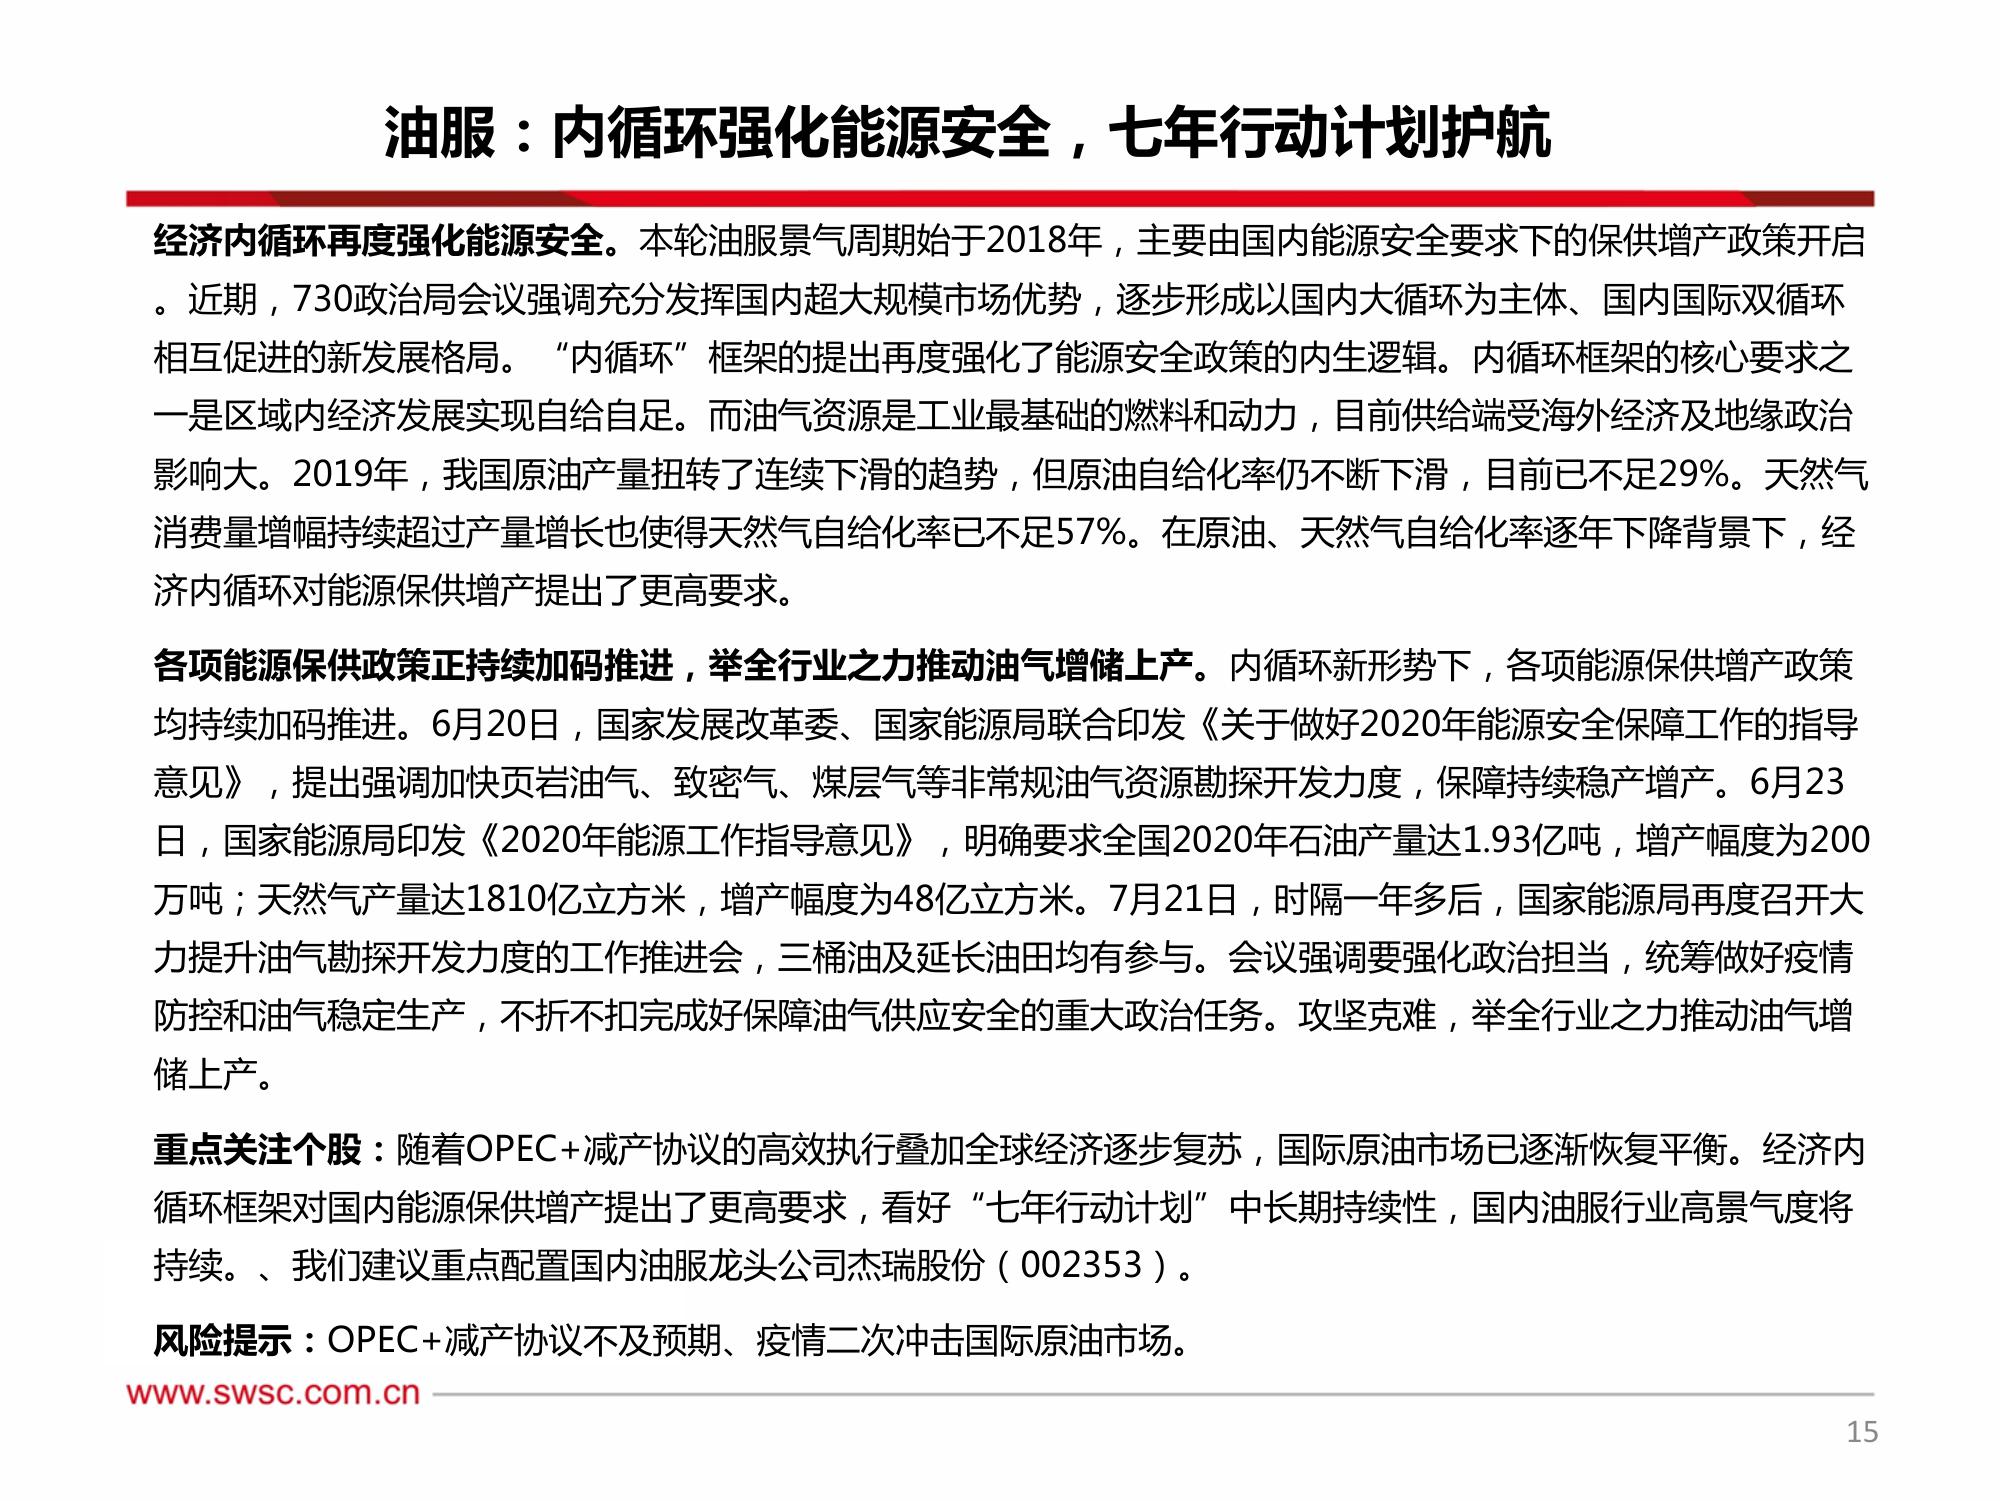 油服：内循环强化能源安全，七年行动计划护航
经济内循环再度强化能源安全。本轮油服景气周期始于2018年，主要由国内能源安全要求下的保供增产政策开启
。近期，730政治局会议强调充分发挥国内超大规模市场优势，逐步形成以国内大循环为主体、国内国际双循环
相互促进的新发展格局。“内循环”框架的提出再度强化了能源安全政策的内生逻辑。内循环框架的核心要求之
一是区域内经济发展实现自给自足。而油气资源是工业最基础的燃料和动力，目前供给端受海外经济及地缘政治
影响大。2019年，我国原油产量扭转了连续下滑的趋势，但原油自给化率仍不断下滑，目前已不足29%。天然气
消费量增幅持续超过产量增长也使得天然气自给化率已不足57%。在原油、天然气自给化率逐年下降背景下，经
济内循环对能源保供增产提出了更高要求。
各项能源保供政策正持续加码推进，举全行业之力推动油气增储上产。内循环新形势下，各项能源保供增产政策
均持续加码推进。6月20日，国家发展改革委、国家能源局联合印发《关于做好2020年能源安全保障工作的指导
意见》，提出强调加快页岩油气、致密气、煤层气等非常规油气资源勘探开发力度，保障持续稳产增产。6月23
日，国家能源局印发《2020年能源工作指导意见》，明确要求全国2020年石油产量达1.93亿吨，增产幅度为200
万吨；天然气产量达1810亿立方米，增产幅度为48亿立方米。7月21日，时隔一年多后，国家能源局再度召开大
力提升油气勘探开发力度的工作推进会，三桶油及延长油田均有参与。会议强调要强化政治担当，统筹做好疫情
防控和油气稳定生产，不折不扣完成好保障油气供应安全的重大政治任务。攻坚克难，举全行业之力推动油气增
储上产。
重点关注个股：随着OPEC+减产协议的高效执行叠加全球经济逐步复苏，国际原油市场已逐渐恢复平衡。经济内
循环框架对国内能源保供增产提出了更高要求，看好“七年行动计划”中长期持续性，国内油服行业高景气度将
持续。、我们建议重点配置国内油服龙头公司杰瑞股份（002353）。
风险提示：OPEC+减产协议不及预期、疫情二次冲击国际原油市场。
www.swsc.com.cn
15